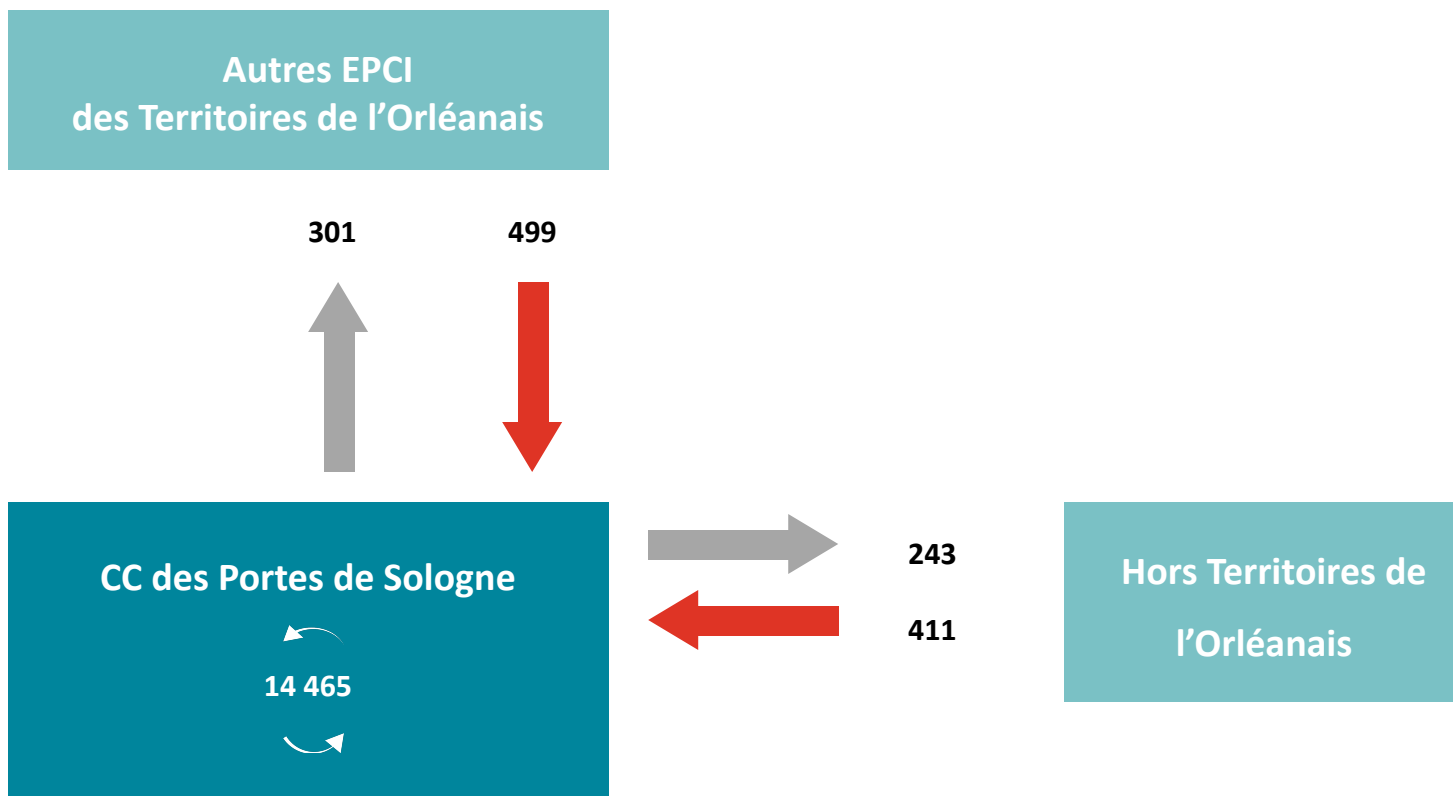 Autres EPCI
des Territoires de l’Orléanais
301 499
CC des Portes de Sologne
14 465
243
411
Hors Territoires de
l’Orléanais